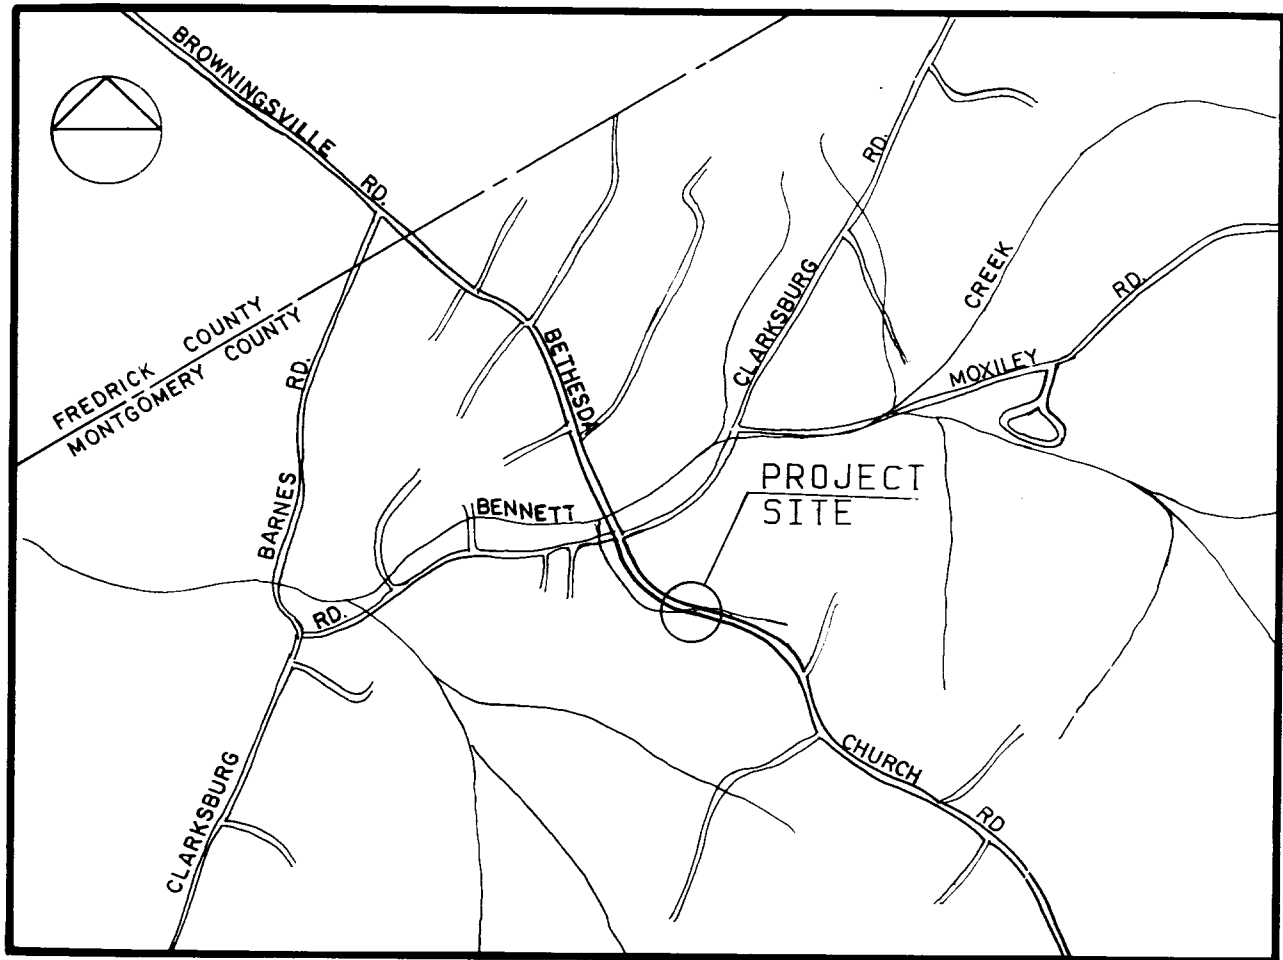 BROWNINGSVILLE RD.
FREDRICK COUNTY
MONTGOMERY COUNTY
BARNES RD.
BETHESDA
CLARKSBURG RD.
CREEK
MOXILEY RD.
BENNETT
PROJECT
SITE
RD.
CLARKSBURG
CHURCH RD